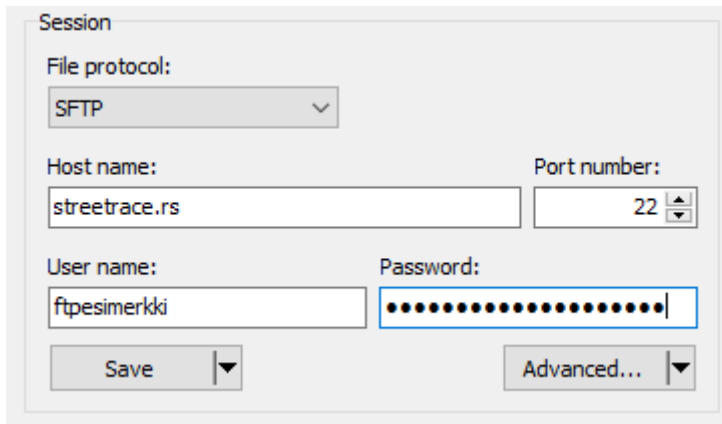 Session
File protocol:
SFTP
Host name: Port number:
streetrace.rs 22
User name: Password:
ftpesimerkki ••••••••••••••••••••
Save Advanced...